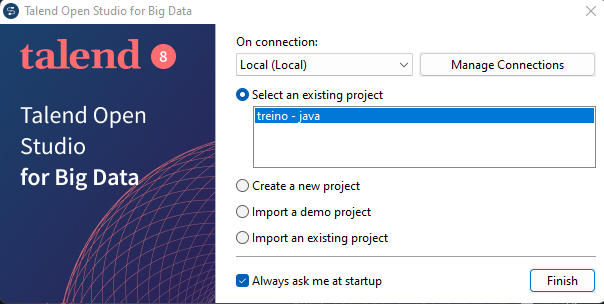 Talend Open Studio for Big Data
talend 8
Talend Open
Studio
for Big Data
On connection:
Local (Local)
Manage Connections
Select an existing project
treino - java
Create a new project
Import a demo project
Import an existing project
Always ask me at startup
Finish